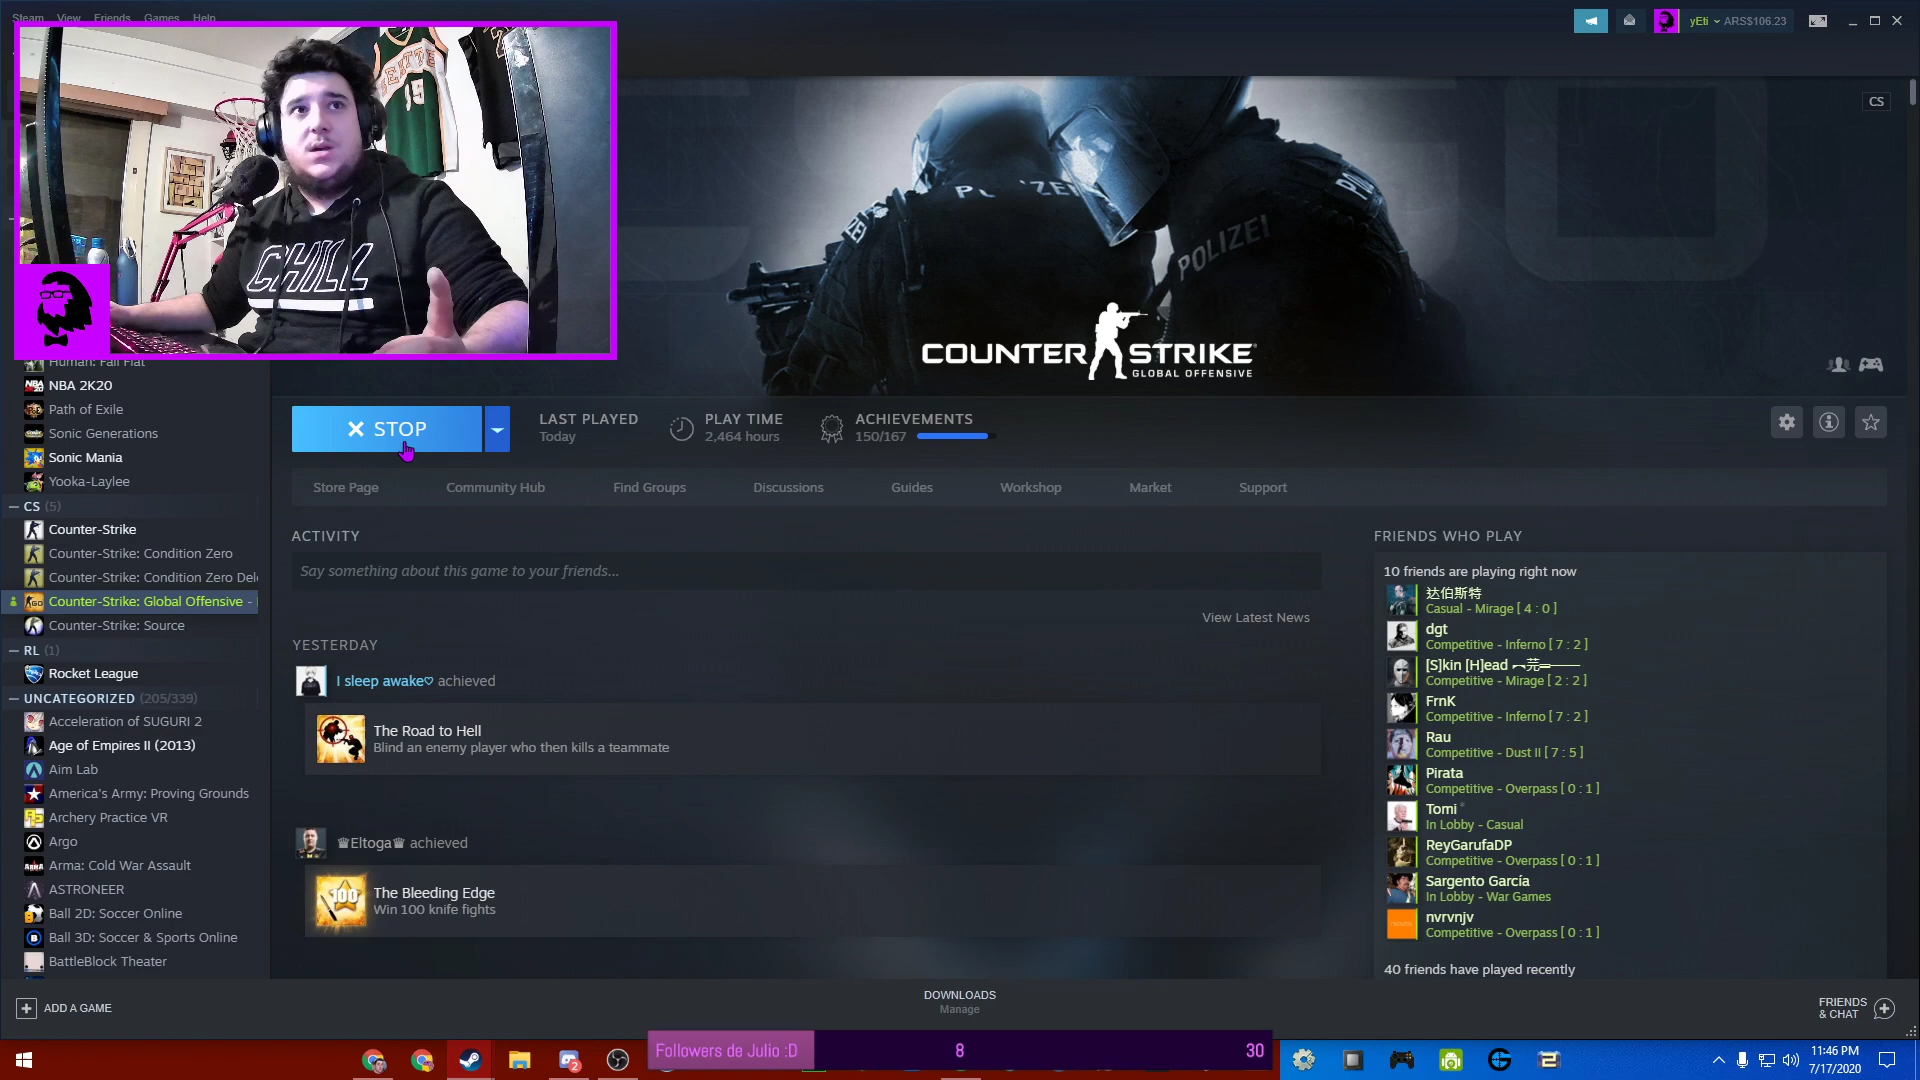 Steam View Friends Games Help
yEti ARS$106.23
SEATTLE
15
CHILL
POLIZEI
POLIZEI
CS
COUNTER STRIKE
GLOBAL OFFENSIVE
Human: Fall Flat
NBA 2K20
Path of Exile
Sonic Generations
Sonic Mania
Yooka-Laylee
CS (5)
Counter-Strike
Counter-Strike: Condition Zero
Counter-Strike: Condition Zero Del
Counter-Strike: Global Offensive -
Counter-Strike: Source
RL (1)
Rocket League
UNCATEGORIZED (205/339)
Acceleration of SUGURI 2
Age of Empires II (2013)
Aim Lab
America's Army: Proving Grounds
Archery Practice VR
Argo
Arma: Cold War Assault
ASTRONEER
Ball 2D: Soccer Online
Ball 3D: Soccer & Sports Online
BattleBlock Theater
STOP
LAST PLAYED
Today
PLAY TIME
2,464 hours
ACHIEVEMENTS
150/167
Store Page Community Hub Find Groups Discussions Guides Workshop Market Support
ACTIVITY
Say something about this game to your friends...
View Latest News
YESTERDAY
I sleep awake♡ achieved
The Road to Hell
Blind an enemy player who then kills a teammate
♛Eltoga♛ achieved
100
The Bleeding Edge
Win 100 knife fights
FRIENDS WHO PLAY
10 friends are playing right now
达伯斯特
Casual - Mirage [ 4 : 0 ]
dgt
Competitive - Inferno [ 7 : 2 ]
[S]kin [H]ead ︻芫═───
Competitive - Mirage [ 2 : 2 ]
FrnK
Competitive - Inferno [ 7 : 2 ]
Rau
Competitive - Dust II [ 7 : 5 ]
Pirata
Competitive - Overpass [ 0 : 1 ]
Tomi
In Lobby - Casual
ReyGarufaDP
Competitive - Overpass [ 0 : 1 ]
Sargento García
In Lobby - War Games
nvrvnjv
Competitive - Overpass [ 0 : 1 ]
40 friends have played recently
ADD A GAME
DOWNLOADS
Manage
FRIENDS
& CHAT
Followers de Julio :D 8 30
2
11:46 PM
7/17/2020